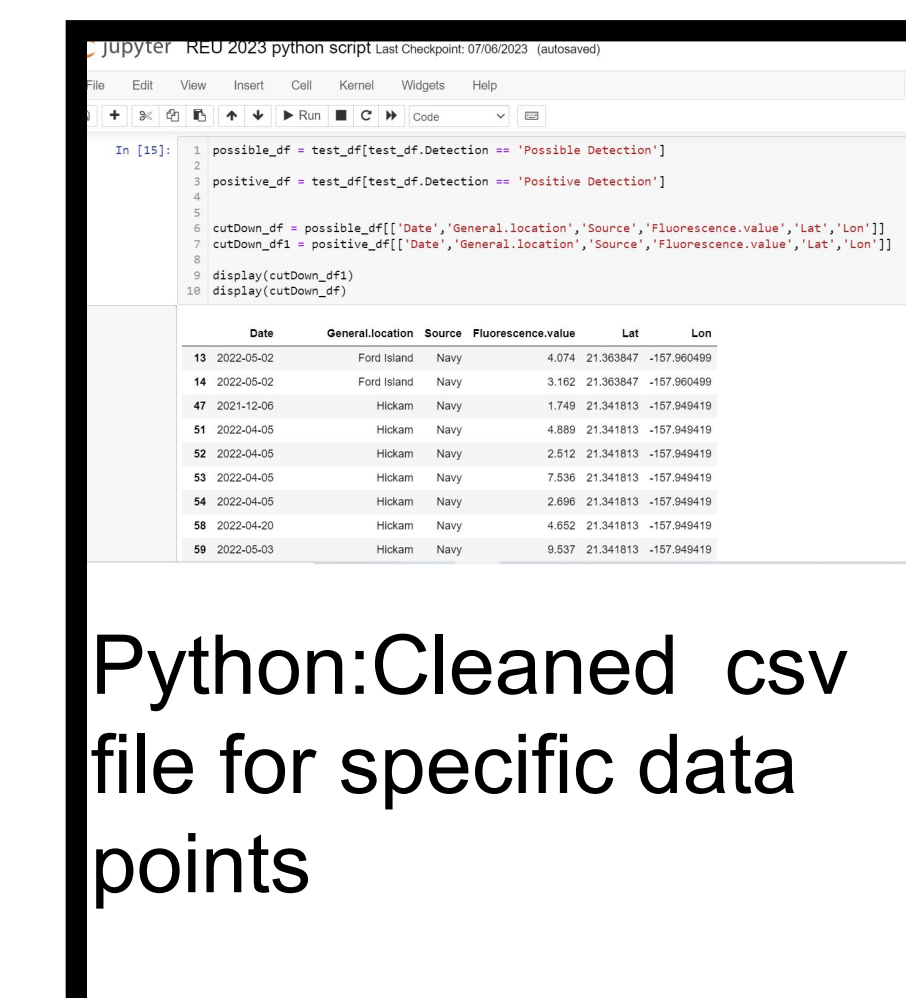 jupyter REU 2023 python script Last Checkpoint: 07/06/2023 (autosaved)
File Edit View Insert Cell Kernel Widgets Help
Run Code
In [15]:
1 possible_df = test_df[test_df.Detection == 'Possible Detection']
2
3 positive_df = test_df[test_df.Detection == 'Positive Detection']
4
5
6 cutDown_df = possible_df[['Date','General.location','Source','Fluorescence.value','Lat','Lon']]
7 cutDown_df1 = positive_df[['Date','General.location','Source','Fluorescence.value','Lat','Lon']]
8
9 display(cutDown_df1)
10 display(cutDown_df)
Date General.location Source Fluorescence.value Lat Lon
13 2022-05-02 Ford Island Navy 4.074 21.363847 -157.960499
14 2022-05-02 Ford Island Navy 3.162 21.363847 -157.960499
47 2021-12-06 Hickam Navy 1.749 21.341813 -157.949419
51 2022-04-05 Hickam Navy 4.889 21.341813 -157.949419
52 2022-04-05 Hickam Navy 2.512 21.341813 -157.949419
53 2022-04-05 Hickam Navy 7.536 21.341813 -157.949419
54 2022-04-05 Hickam Navy 2.696 21.341813 -157.949419
58 2022-04-20 Hickam Navy 4.652 21.341813 -157.949419
59 2022-05-03 Hickam Navy 9.537 21.341813 -157.949419
Python:Cleaned csv
file for specific data
points